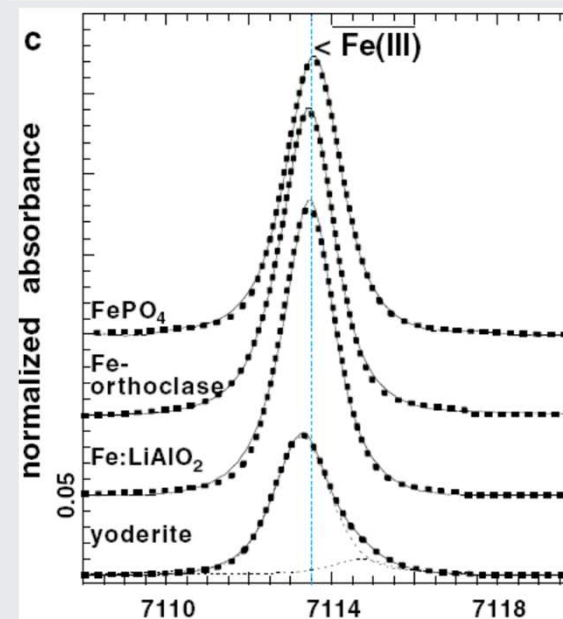 c
< Fe(III)
normalized absorbance
FePO₄
Fe-
orthoclase
Fe:LiAlO₂
0.05
yoderite
7110 7114 7118